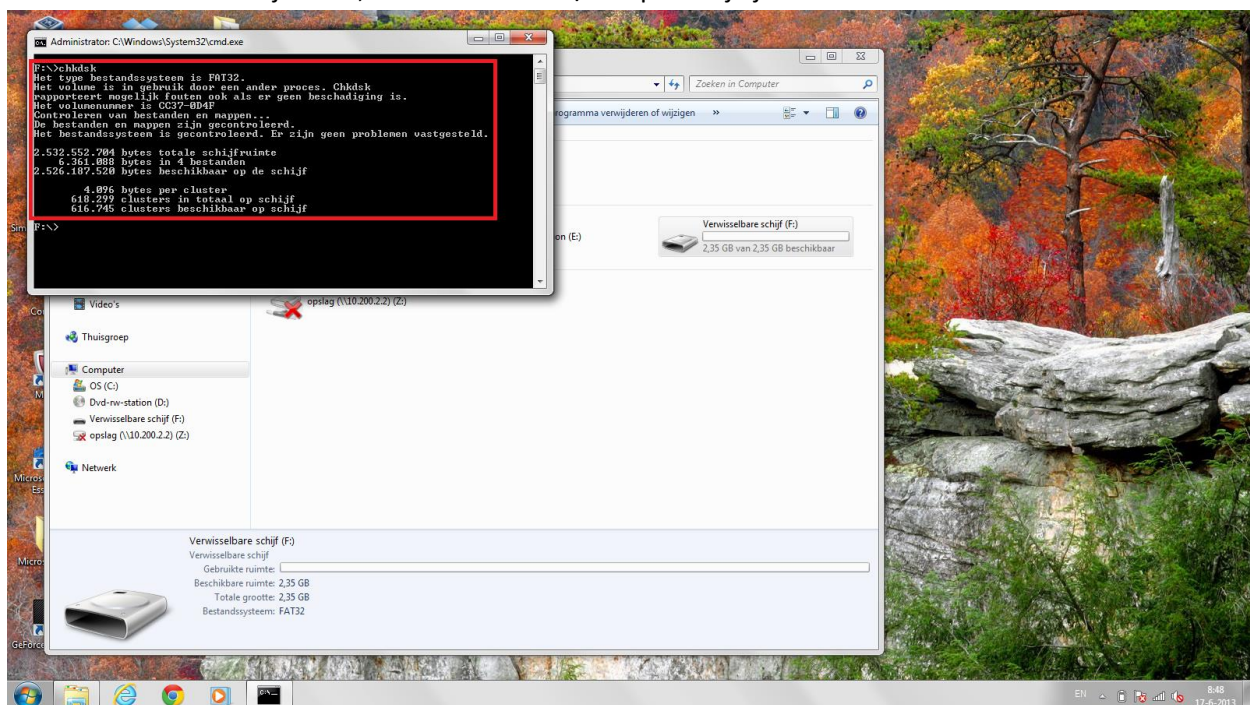 Administrator: C:\Windows\System32\cmd.exe
F:\>chkdsk
Het type bestandssysteem is FAT32.
Het volume is in gebruik door een ander proces. Chkdsk
rapporteert mogelijk fouten ook als er geen beschadiging is.
Het volumenummer is CC37-0D4F
Controleren van bestanden en mappen...
De bestanden en mappen zijn gecontroleerd.
Het bestandssysteem is gecontroleerd. Er zijn geen problemen vastgesteld.
2.532.552.704 bytes totale schijfruimte
6.361.088 bytes in 4 bestanden
2.526.187.520 bytes beschikbaar op de schijf
4.096 bytes per cluster
618.299 clusters in totaal op schijf
616.745 clusters beschikbaar op schijf
F:\>
Zoeken in Computer
rogramma verwijderen of wijzigen »
on (E:)
Verwisselbare schijf (F:)
2,35 GB van 2,35 GB beschikbaar
Video's
opslag (\\10.200.2.2) (Z:)
Thuisgroep
Computer
OS (C:)
Dvd-rw-station (D:)
Verwisselbare schijf (F:)
opslag (\\10.200.2.2) (Z:)
Netwerk
Verwisselbare schijf (F:)
Verwisselbare schijf
Gebruikte ruimte:
Beschikbare ruimte: 2,35 GB
Totale grootte: 2,35 GB
Bestandssysteem: FAT32
EN
8:48
17-6-2013